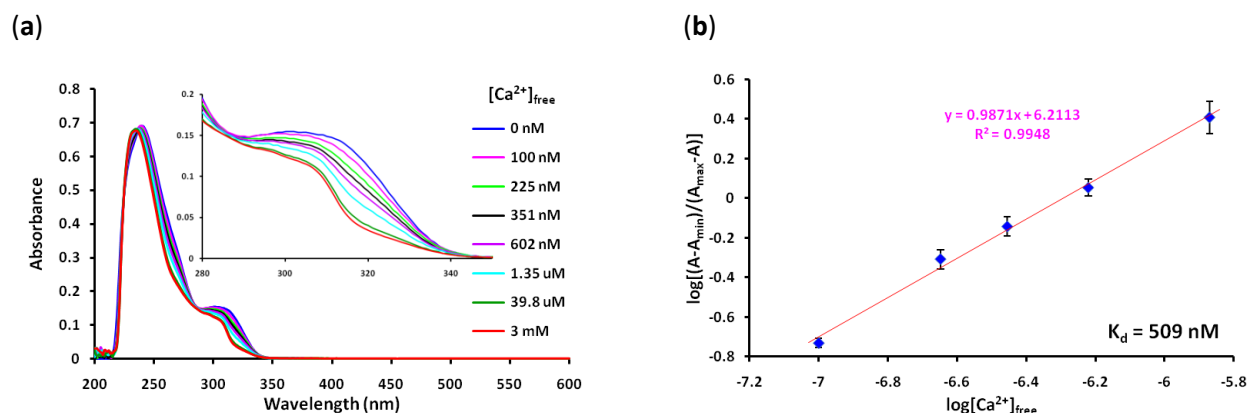 (a)
Absorbance
0.8
0.7
0.6
0.5
0.4
0.3
0.2
0.1
0
200 250 300 350 400 450 500 550 600
Wavelength (nm)
0.2
0.15
0.1
0.05
0
280 300 320 340
[Ca²⁺]free
0 nM
100 nM
225 nM
351 nM
602 nM
1.35 uM
39.8 uM
3 mM
(b)
log[(A-Amin)/(Amax-A)]
0.6
0.4
0.2
0
-0.2
-0.4
-0.6
-0.8
y = 0.9871x + 6.2113
R² = 0.9948
Kd = 509 nM
-7.2 -7 -6.8 -6.6 -6.4 -6.2 -6 -5.8
log[Ca²⁺]free